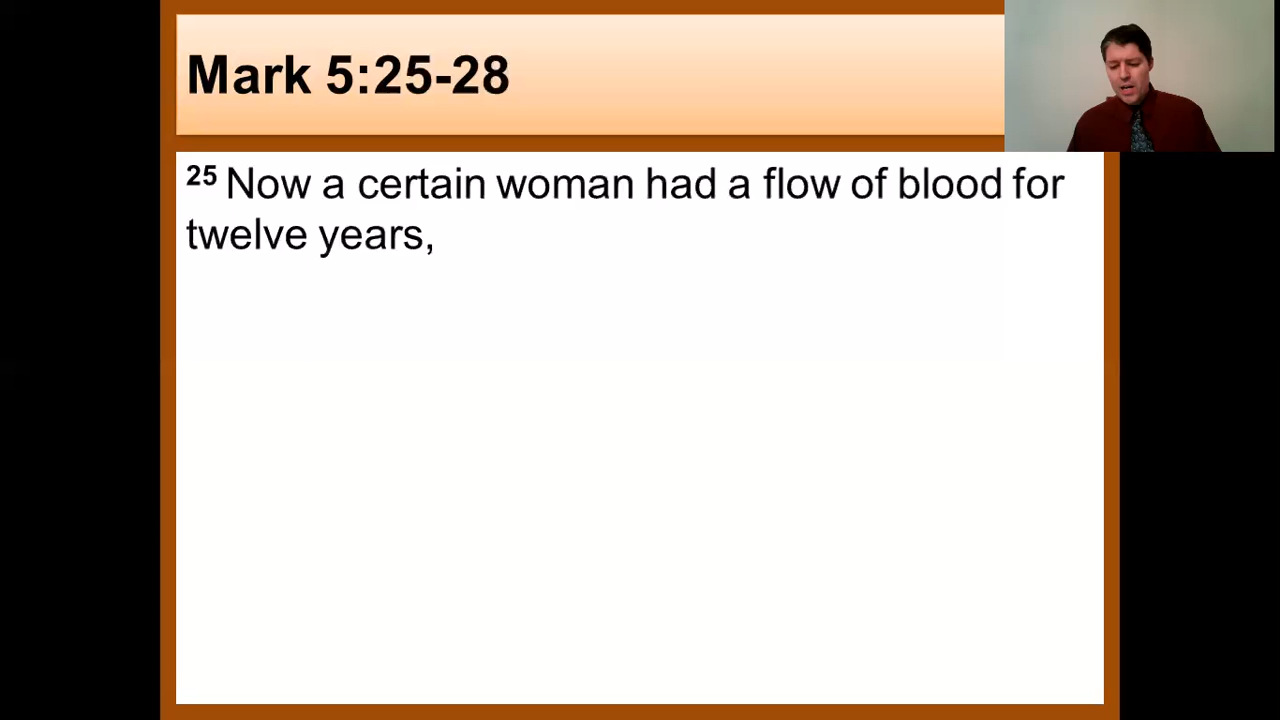 Mark 5:25-28
25 Now a certain woman had a flow of blood for
twelve years,